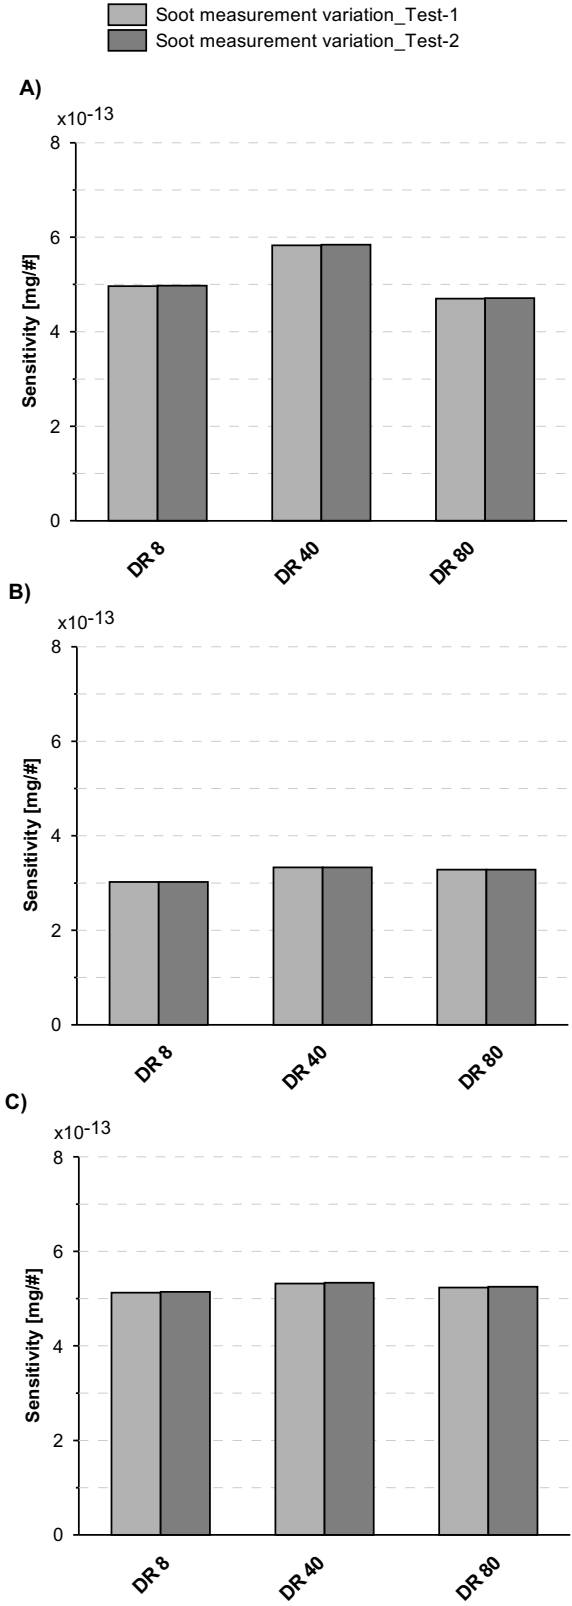 Soot measurement variation_Test-1
Soot measurement variation_Test-2
A)
x10-13
8
6
4
2
0
Sensitivity [mg/#]
DR 8
DR 40
DR 80
B)
x10-13
8
6
4
2
0
Sensitivity [mg/#]
DR 8
DR 40
DR 80
C)
x10-13
8
6
4
2
0
Sensitivity [mg/#]
DR 8
DR 40
DR 80